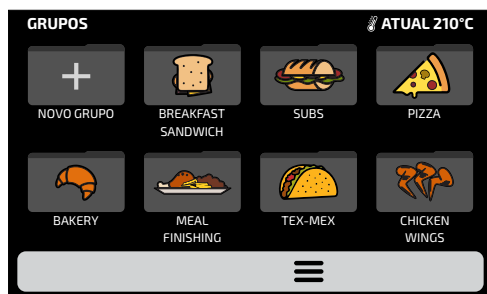 GRUPOS ATUAL 210°C
NOVO GRUPO BREAKFAST SANDWICH SUBS PIZZA
BAKERY MEAL FINISHING TEX-MEX CHICKEN WINGS